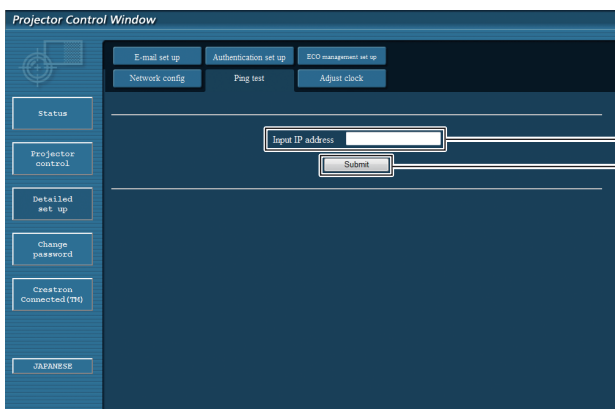 Projector Control Window
E-mail set up
Authentication set up
ECO management set up
Network config
Ping test
Adjust clock
Status
Projector
control
Detailed
set up
Change
password
Crestron
Connected(TM)
JAPANESE
Input IP address
Submit